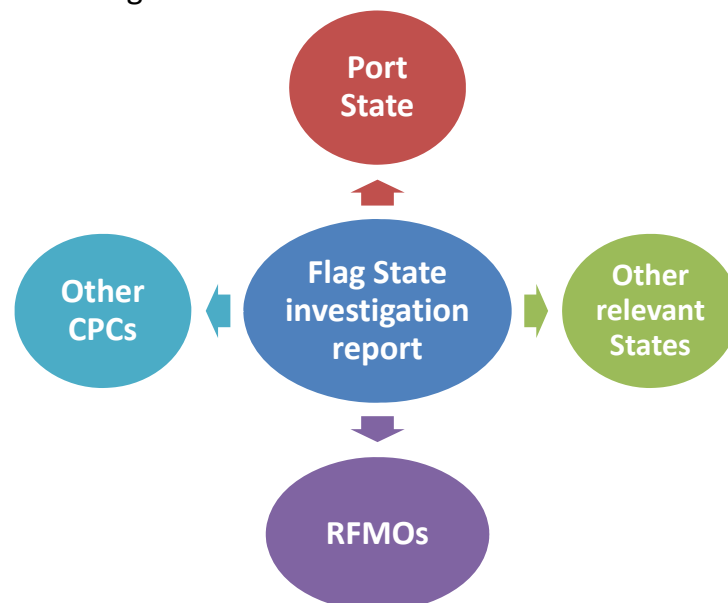 Port
State
Other
CPCs
Flag State
investigation
report
Other
relevant
States
RFMOs